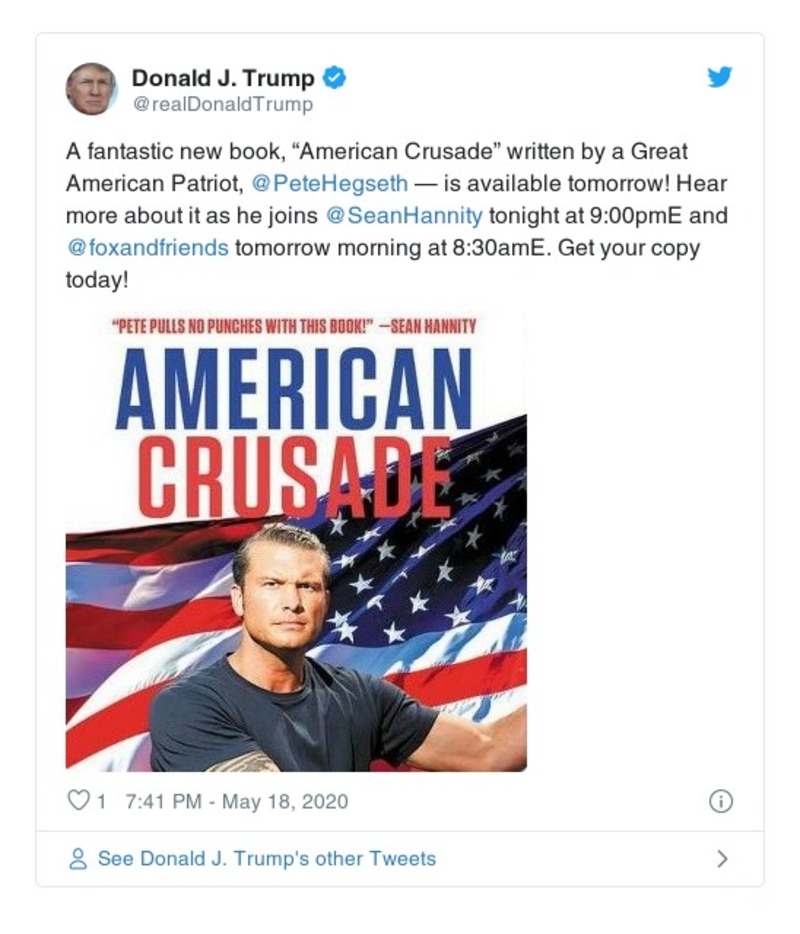 Donald J. Trump
@realDonaldTrump
A fantastic new book, “American Crusade” written by a Great
American Patriot, @PeteHegseth — is available tomorrow! Hear
more about it as he joins @SeanHannity tonight at 9:00pmE and
@foxandfriends tomorrow morning at 8:30amE. Get your copy
today!
“PETE PULLS NO PUNCHES WITH THIS BOOK!” —SEAN HANNITY
AMERICAN
CRUSADE
1 7:41 PM - May 18, 2020
See Donald J. Trump's other Tweets